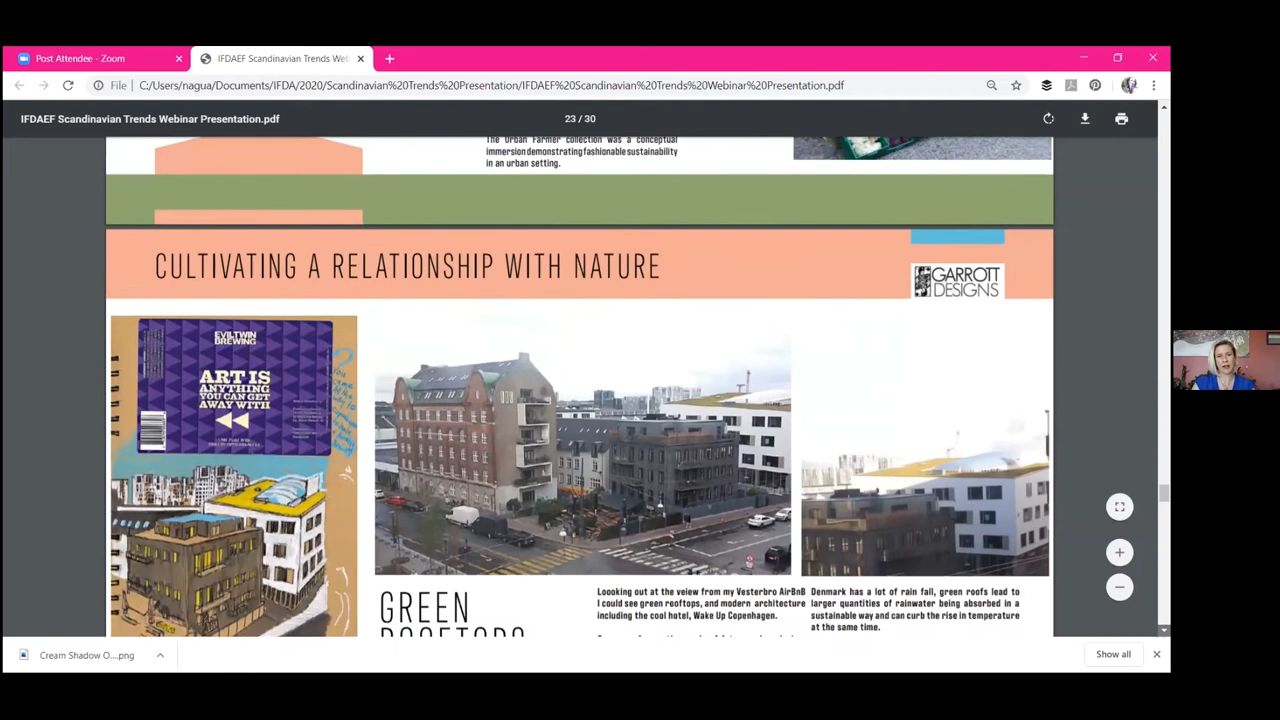 Post Attendee - Zoom
IFDAEF Scandinavian Trends Web
File
C:/Users/nagua/Documents/IFDA/2020/Scandinavian%20Trends%20Presentation/IFDAEF%20Scandinavian%20Trends%20Webinar%20Presentation.pdf
IFDAEF Scandinavian Trends Webinar Presentation.pdf
23 / 30
The Urban Farmer collection was a conceptual
immersion demonstrating fashionable sustainability
in an urban setting.
CULTIVATING A RELATIONSHIP WITH NATURE
GARROTT
DESIGNS
EVILTWIN
BREWING
ART IS
ANYTHING
YOU CAN GET
AWAY WITH
GREEN
ROOFTOPS
Loooking out at the veiew from my Vesterbro AirBnB
I could see green rooftops, and modern architecture
including the cool hotel, Wake Up Copenhagen.
Denmark has a lot of rain fall, green roofs lead to
larger quantities of rainwater being absorbed in a
sustainable way and can curb the rise in temperature
at the same time.
Cream Shadow O....png
Show all